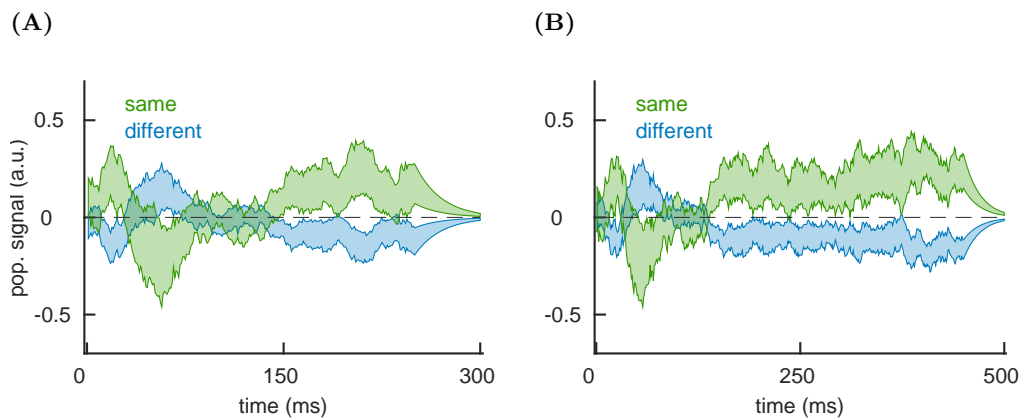 (A)
same
different
0.5
0
-0.5
pop. signal (a.u.)
0
150
300
time (ms)
(B)
same
different
0.5
0
-0.5
0
250
500
time (ms)